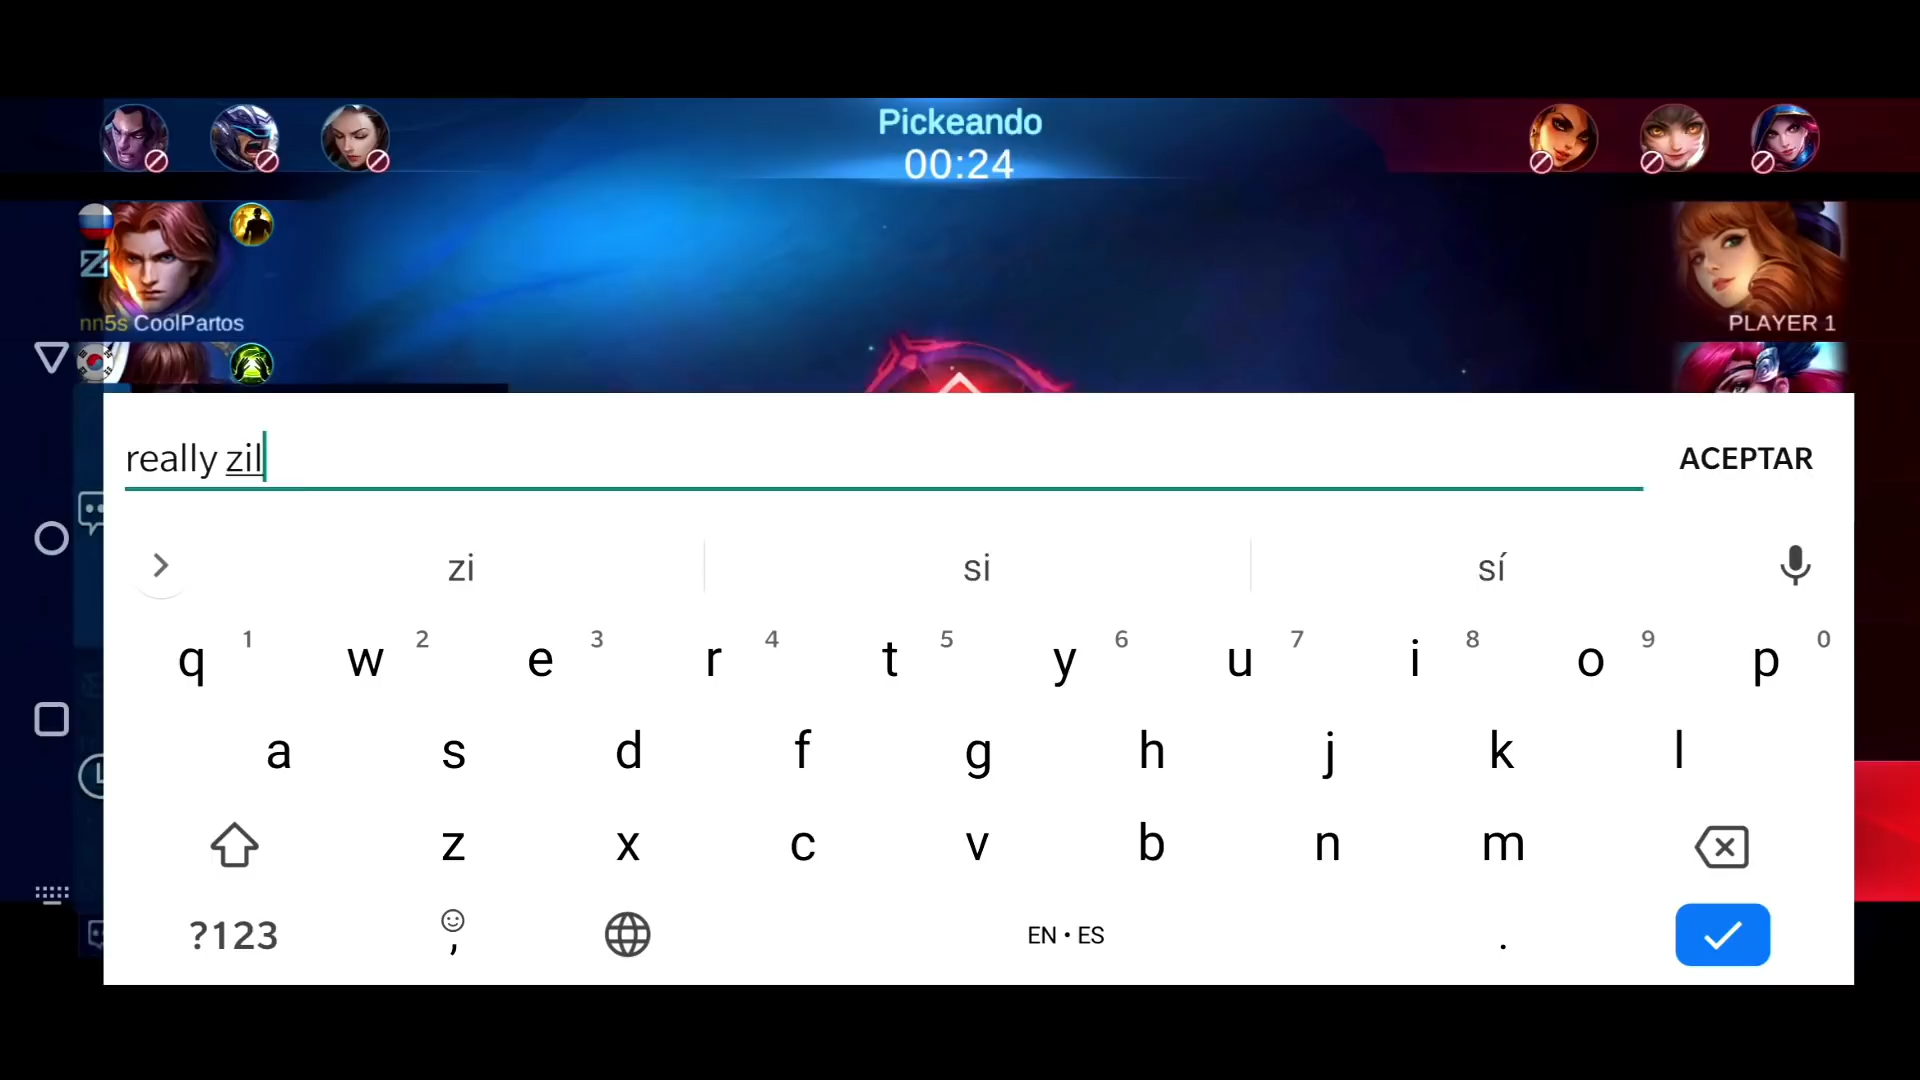 Pickeando
00:24
nn5s CoolPartos
PLAYER 1
really zil
ACEPTAR
zi si sí
q 1 w 2 e 3 r 4 t 5 y 6 u 7 i 8 o 9 p 0
a s d f g h j k l
z x c v b n m
?123 , EN • ES .